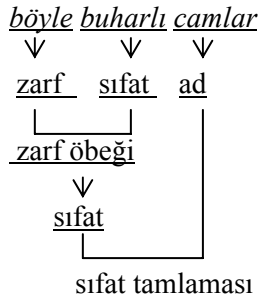 böyle buharlı camlar
zarf sıfat ad
zarf öbeği
sıfat
sıfat tamlaması